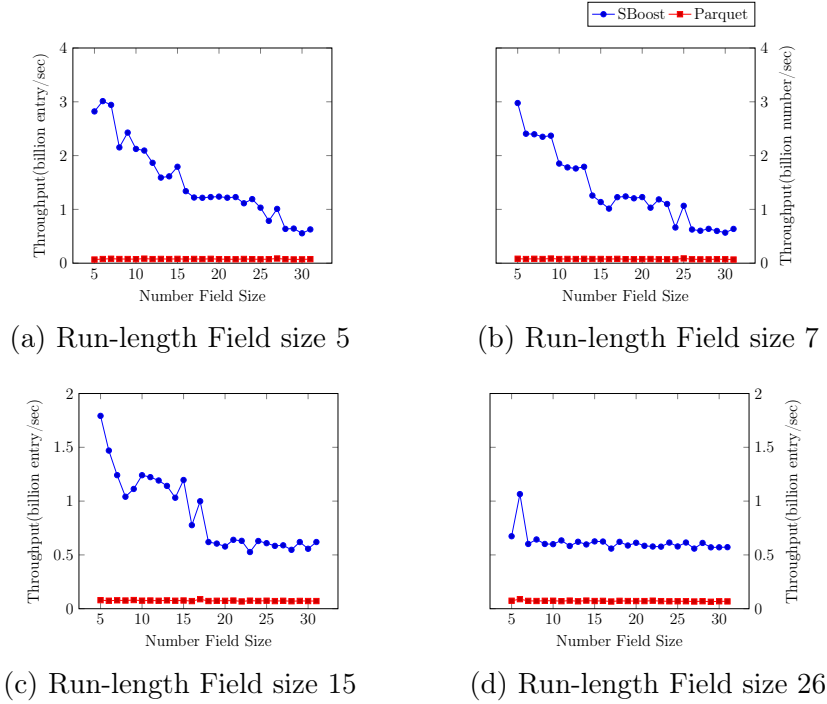 SBoost Parquet
4
3
2
1
0
5 10 15 20 25 30
Number Field Size
Throughput(billion entry/sec)
(a) Run-length Field size 5
4
3
2
1
0
5 10 15 20 25 30
Number Field Size
Throughput(billion number/sec)
(b) Run-length Field size 7
2
1.5
1
0.5
0
5 10 15 20 25 30
Number Field Size
Throughput(billion entry/sec)
(c) Run-length Field size 15
2
1.5
1
0.5
0
5 10 15 20 25 30
Number Field Size
Throughput(billion entry/sec)
(d) Run-length Field size 26